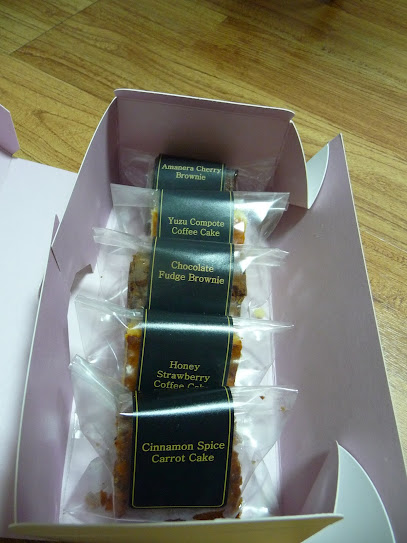 Amanera Cherry
Brownie
Yuzu Compote
Coffee Cake
Chocolate
Fudge Brownie
Honey
Strawberry
Coffee Cake
Cinnamon Spice
Carrot Cake